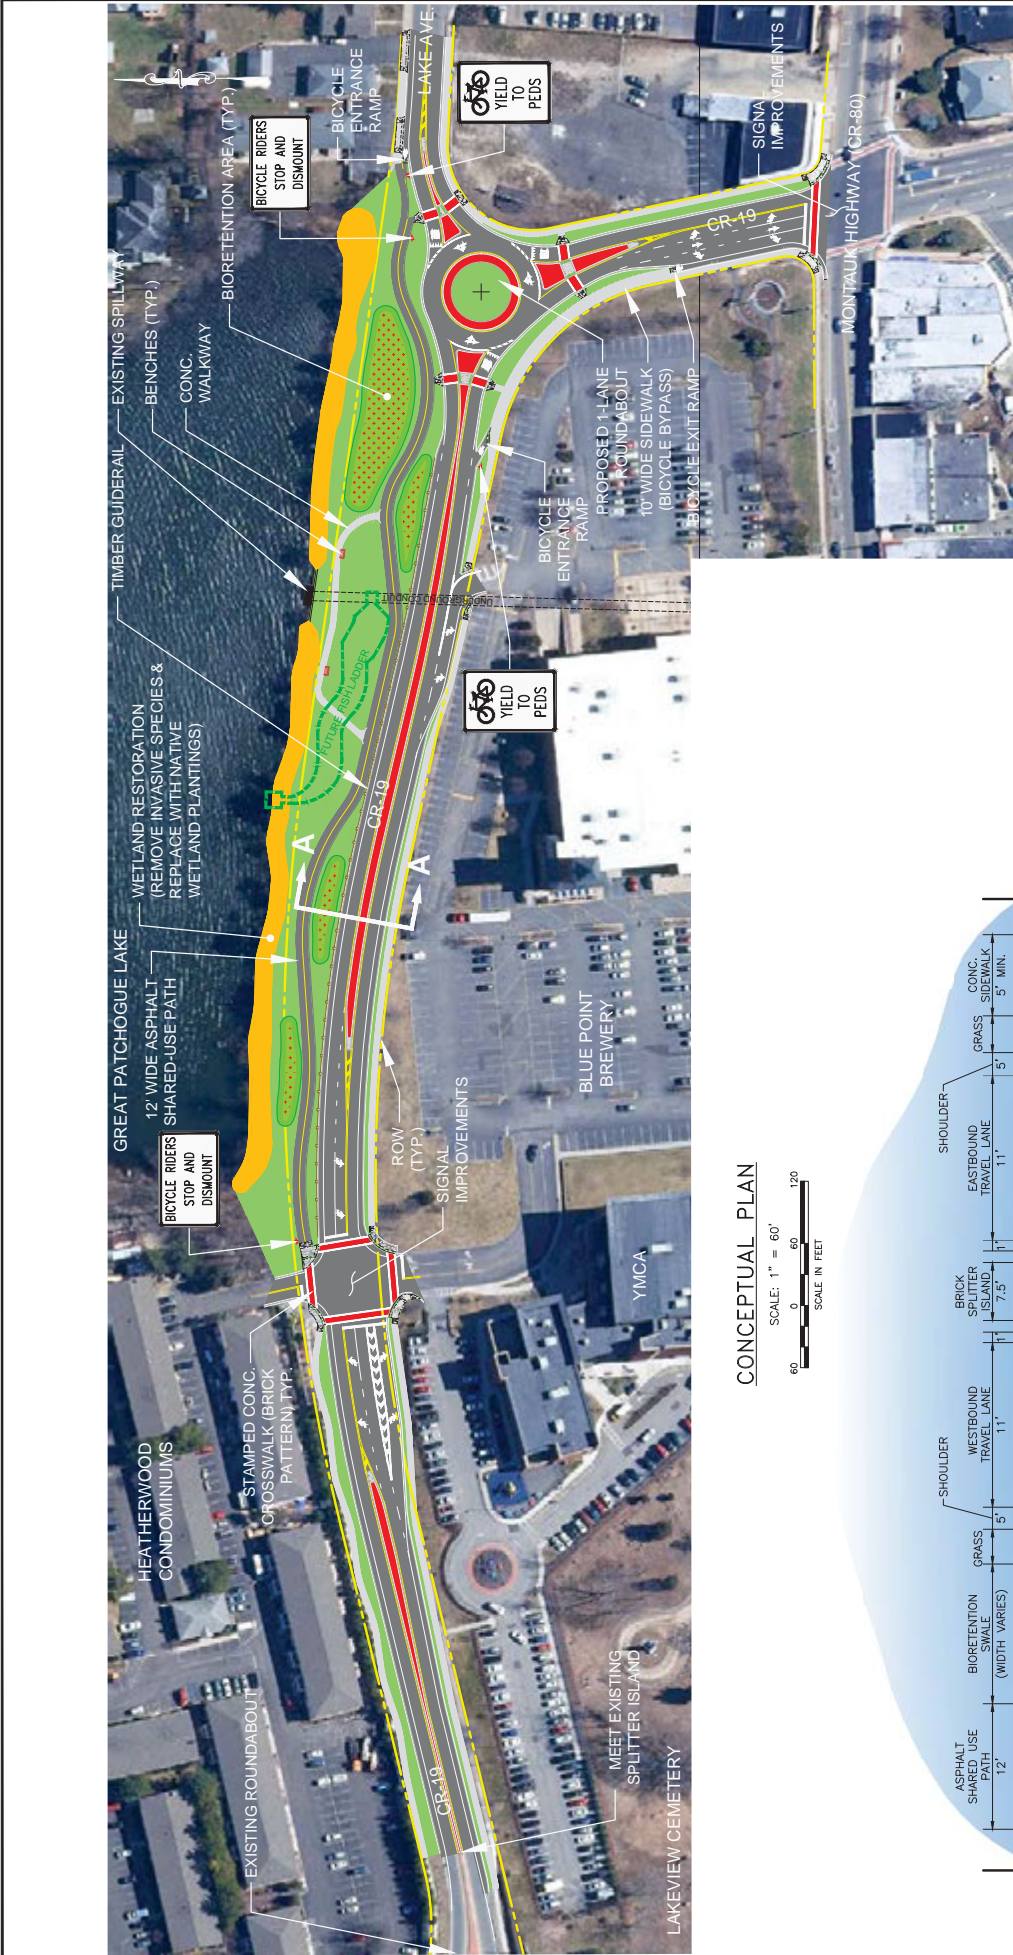 LAKE AVE.
YIELD
TO
PEDS
BICYCLE
ENTRANCE
RAMP
BICYCLE RIDERS
STOP AND
DISMOUNT
BIORETENTION AREA (TYP.)
EXISTING SPILLWAY
BENCHES (TYP.)
CONC.
WALKWAY
TIMBER GUIDERAIL
WETLAND RESTORATION
(REMOVE INVASIVE SPECIES &
REPLACE WITH NATIVE
WETLAND PLANTINGS)
GREAT PATCHOGUE LAKE
12' WIDE ASPHALT
SHARED-USE PATH
BICYCLE RIDERS
STOP AND
DISMOUNT
HEATHERWOOD
CONDOMINIUMS
STAMPED CONC.
CROSSWALK (BRICK
PATTERN) TYP.
EXISTING ROUNDABOUT
SIGNAL
IMPROVEMENTS
MONTAUK HIGHWAY (CR-80)
CR-19
PROPOSED 1-LANE
ROUNDABOUT
10' WIDE SIDEWALK
(BICYCLE BYPASS)
BICYCLE EXIT RAMP
BICYCLE
ENTRANCE
RAMP
UNDERGROUND CONDUIT
YIELD
TO
PEDS
FUTURE FISH LADDER
CR-19
A
A
BLUE POINT
BREWERY
ROW
(TYP.)
SIGNAL
IMPROVEMENTS
YMCA
CR-19
MEET EXISTING
SPLITTER ISLAND
LAKEVIEW CEMETERY
CONCEPTUAL PLAN
SCALE: 1" = 60'
60 0 60 120
SCALE IN FEET
ASPHALT
SHARED USE
PATH
12'
BIORETENTION
SWALE
(WIDTH VARIES)
GRASS
SHOULDER
5'
WESTBOUND
TRAVEL LANE
11'
1'
BRICK
SPLITTER
ISLAND
7.5'
1'
EASTBOUND
TRAVEL LANE
11'
SHOULDER
5'
GRASS
CONC.
SIDEWALK
5' MIN.